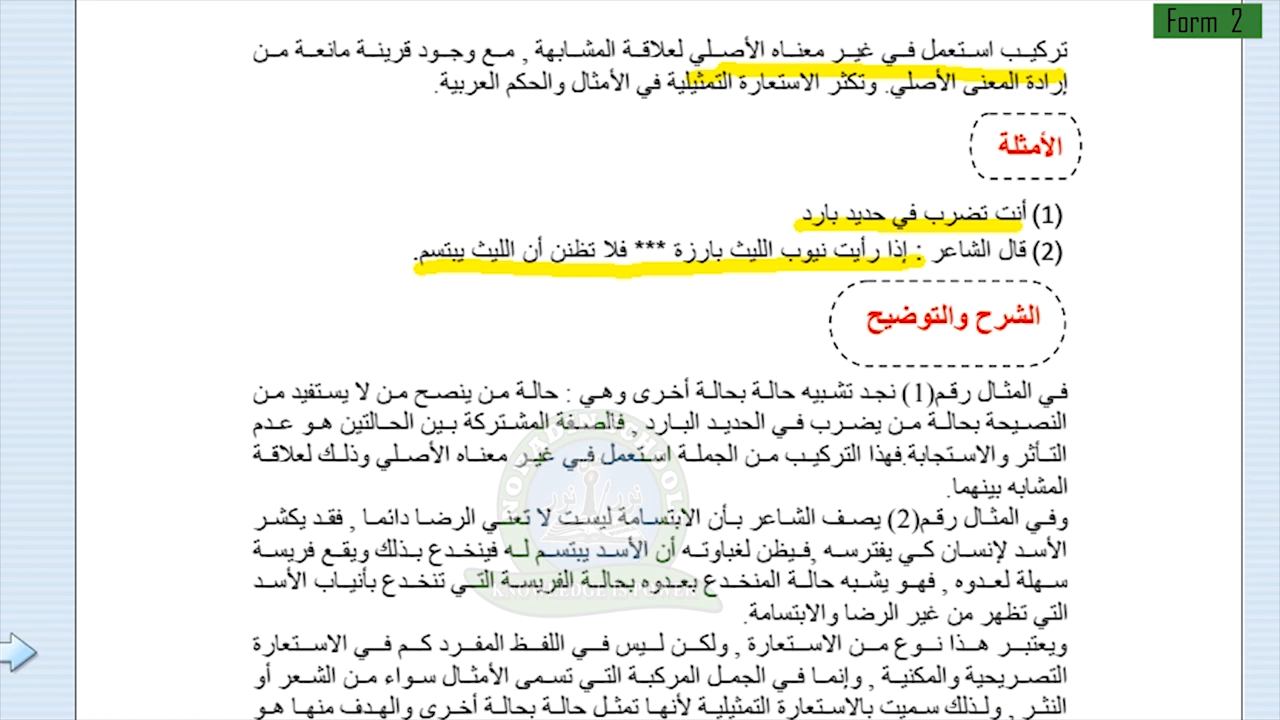 Form 2
تركيب استعمل في غير معناه الأصلي لعلاقة المشابهة , مع وجود قرينة مانعة من
إرادة المعنى الأصلي. وتكثر الاستعارة التمثيلية في الأمثال والحكم العربية.
الأمثلة
(1) أنت تضرب في حديد بارد
(2) قال الشاعر : إذا رأيت نيوب الليث بارزة *** فلا تظنن أن الليث يبتسم.
الشرح والتوضيح
في المثال رقم(1) نجد تشبيه حالة بحالة أخرى وهي : حالة من ينصح من لا يستفيد من
النصيحة بحالة من يضرب في الحديد البارد , فالصفة المشتركة بين الحالتين هو عدم
التأثر والاستجابة.فهذا التركيب من الجملة استعمل في غير معناه الأصلي وذلك لعلاقة
المشابه بينهما.
وفي المثال رقم(2) يصف الشاعر بأن الابتسامة ليست لا تعني الرضا دائما , فقد يكشر
الأسد لإنسان كي يفترسه ,فيظن لغباوته أن الأسد يبتسم له فينخدع بذلك ويقع فريسة
سهلة لعدوه , فهو يشبه حالة المنخدع بعدوه بحالة الفريسة التي تنخدع بأنياب الأسد
التي تظهر من غير الرضا والابتسامة.
ويعتبر هذا نوع من الاستعارة , ولكن ليس في اللفظ المفرد كم في الاستعارة
التصريحية والمكنية , وإنما في الجمل المركبة التي تسمى الأمثال سواء من الشعر أو
النثر , ولذلك سميت بالاستعارة التمثيلية لأنها تمثل حالة بحالة أخرى والهدف منها هو
NOORADIN SCHOOL
KNOWLEDGE IS POWER